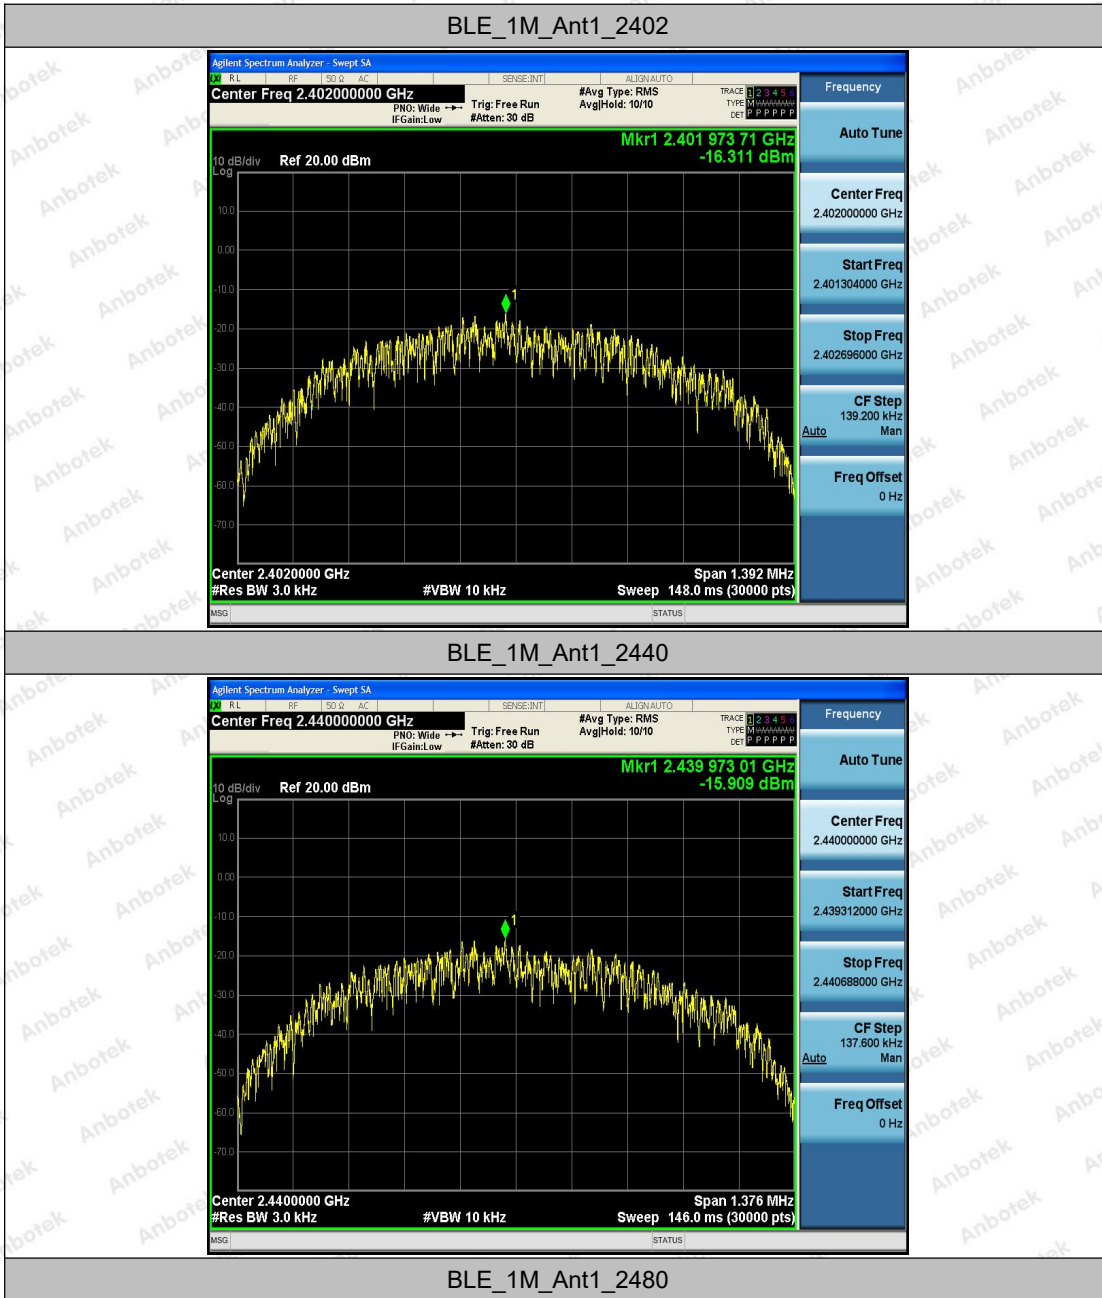 BLE_1M_Ant1_2402
Agilent Spectrum Analyzer - Swept SA
LXI RL RF 50 Ω AC SENSE:INT ALIGNAUTO
Center Freq 2.402000000 GHz
PNO: Wide
IFGain:Low
Trig: Free Run
#Atten: 30 dB
#Avg Type: RMS
Avg|Hold: 10/10
TRACE 1 2 3 4 5 6
TYPE M WWWWW
DET P P P P P P
Mkr1 2.401 973 71 GHz
-16.311 dBm
10 dB/div Ref 20.00 dBm
Log
10.0
0.00
-10.0
-20.0
-30.0
-40.0
-50.0
-60.0
-70.0
1
Center 2.4020000 GHz Span 1.392 MHz
#Res BW 3.0 kHz #VBW 10 kHz Sweep 148.0 ms (30000 pts)
MSG STATUS
Frequency
Auto Tune
Center Freq
2.402000000 GHz
Start Freq
2.401304000 GHz
Stop Freq
2.402696000 GHz
CF Step
139.200 kHz
Auto Man
Freq Offset
0 Hz
BLE_1M_Ant1_2440
Agilent Spectrum Analyzer - Swept SA
LXI RL RF 50 Ω AC SENSE:INT ALIGNAUTO
Center Freq 2.440000000 GHz
PNO: Wide
IFGain:Low
Trig: Free Run
#Atten: 30 dB
#Avg Type: RMS
Avg|Hold: 10/10
TRACE 1 2 3 4 5 6
TYPE M WWWWW
DET P P P P P P
Mkr1 2.439 973 01 GHz
-15.909 dBm
10 dB/div Ref 20.00 dBm
Log
10.0
0.00
-10.0
-20.0
-30.0
-40.0
-50.0
-60.0
-70.0
1
Center 2.4400000 GHz Span 1.376 MHz
#Res BW 3.0 kHz #VBW 10 kHz Sweep 146.0 ms (30000 pts)
MSG STATUS
Frequency
Auto Tune
Center Freq
2.440000000 GHz
Start Freq
2.439312000 GHz
Stop Freq
2.440688000 GHz
CF Step
137.600 kHz
Auto Man
Freq Offset
0 Hz
BLE_1M_Ant1_2480
Anbotek